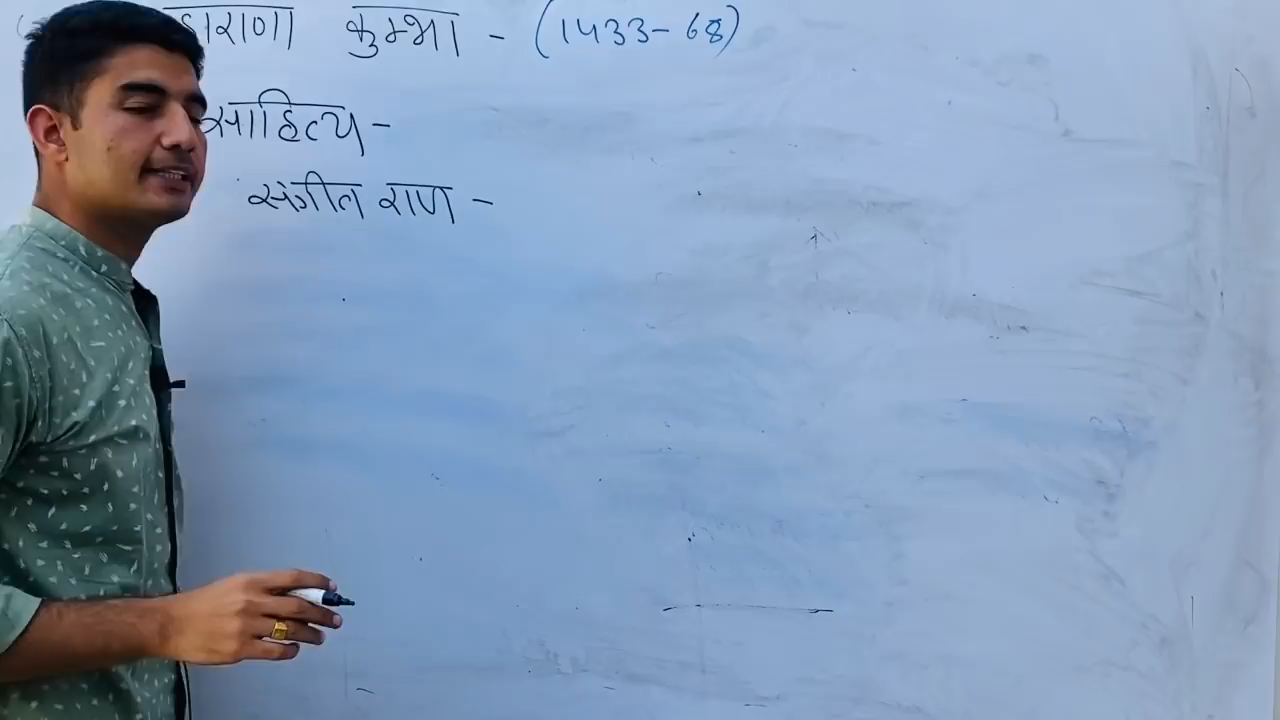 हाराणा कुम्भा - (1433-68)
साहित्य -
संगीत राज -